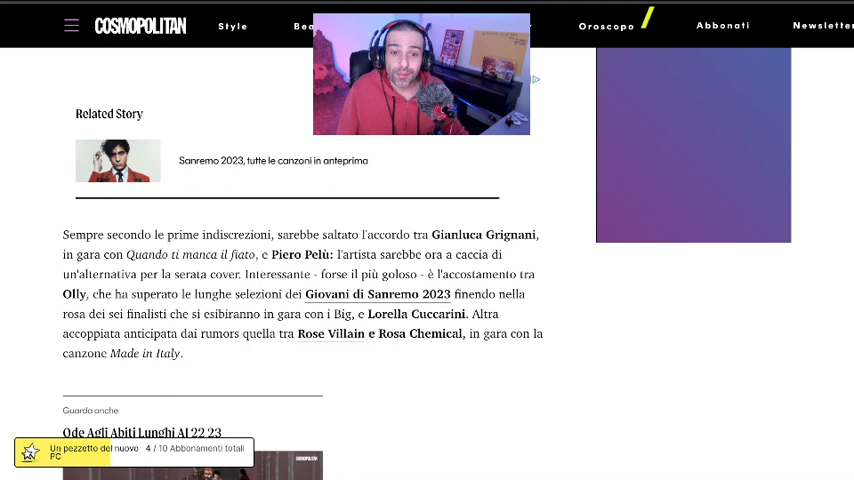 COSMOPOLITAN
Style
Bea
Oroscopo
Abbonati
Newsletter
Related Story
Sanremo 2023, tutte le canzoni in anteprima
Sempre secondo le prime indiscrezioni, sarebbe saltato l'accordo tra Gianluca Grignani,
in gara con Quando ti manca il fiato, e Piero Pelù: l'artista sarebbe ora a caccia di
un'alternativa per la serata cover. Interessante - forse il più goloso - è l'accostamento tra
Olly, che ha superato le lunghe selezioni dei Giovani di Sanremo 2023 finendo nella
rosa dei sei finalisti che si esibiranno in gara con i Big, e Lorella Cuccarini. Altra
accoppiata anticipata dai rumors quella tra Rose Villain e Rosa Chemical, in gara con la
canzone Made in Italy.
Guarda anche
Ode Agli Abiti Lunghi AI 22 23
Un pezzetto del nuovo 4 / 10 Abbonamenti totali
PC
COSMOPOLITAN